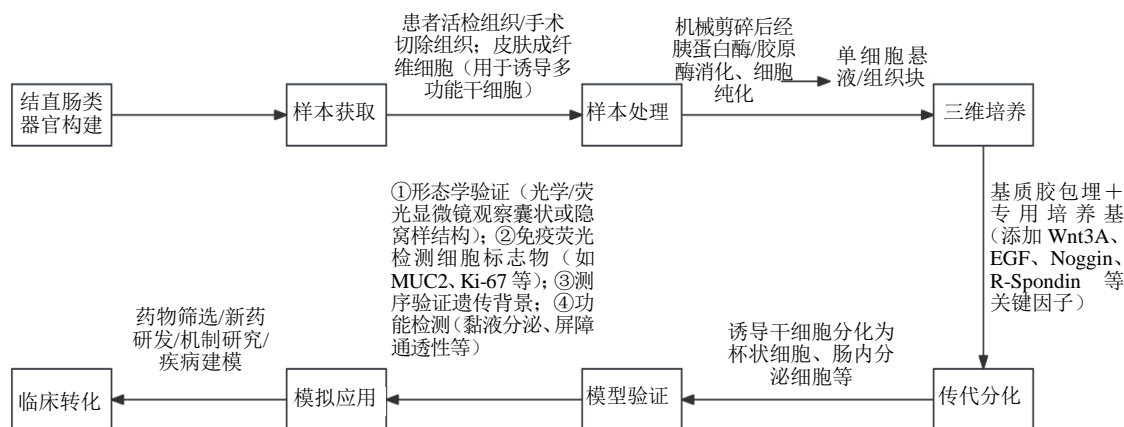 结直肠类
器官构建
患者活检组织/手术
切除组织；皮肤成纤
维细胞（用于诱导多
功能干细胞）
样本获取
机械剪碎后经
胰蛋白酶/胶原
酶消化、细胞
纯化
样本处理
单细胞悬
液/组织块
三维培养
基质胶包埋＋
专用培养基
（添加 Wnt3A、
EGF、Noggin、
R-Spondin 等
关键因子）
传代分化
诱导干细胞分化为
杯状细胞、肠内分
泌细胞等
模型验证
①形态学验证（光学/荧
光显微镜观察囊状或隐
窝样结构)；②免疫荧光
检测细胞标志物（如
MUC2、Ki-67 等)；③测
序验证遗传背景；④功
能检测（黏液分泌、屏障
通透性等）
模拟应用
药物筛选/新药
研发/机制研究/
疾病建模
临床转化